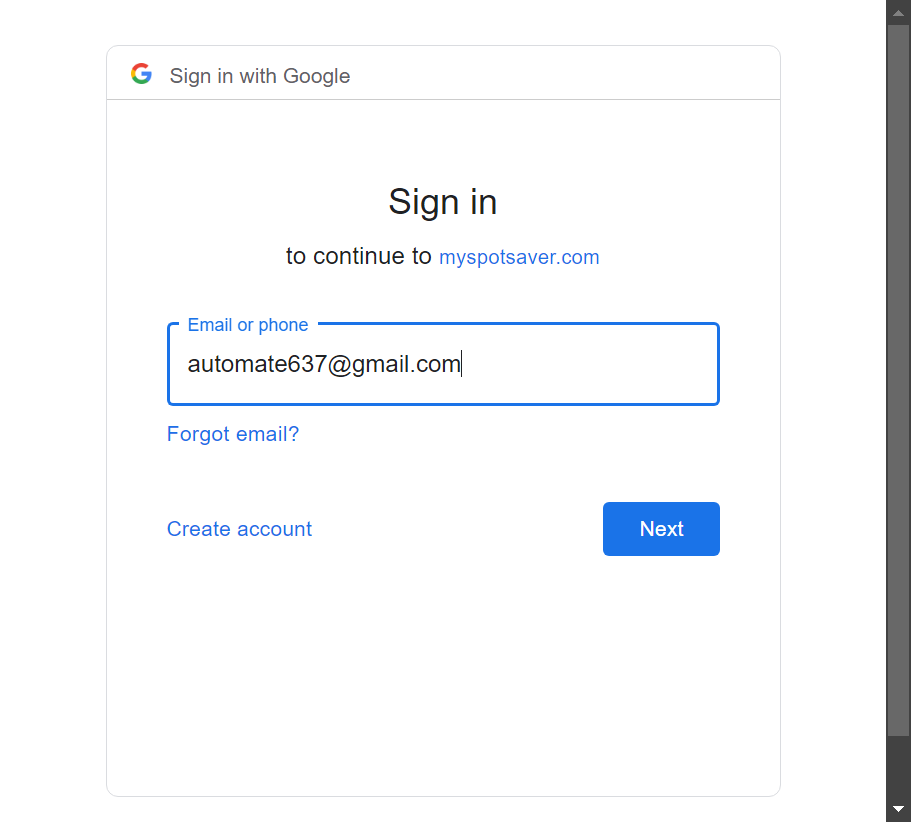 Sign in with Google
Sign in
to continue to myspotsaver.com
Email or phone
automate637@gmail.com
Forgot email?
Create account
Next